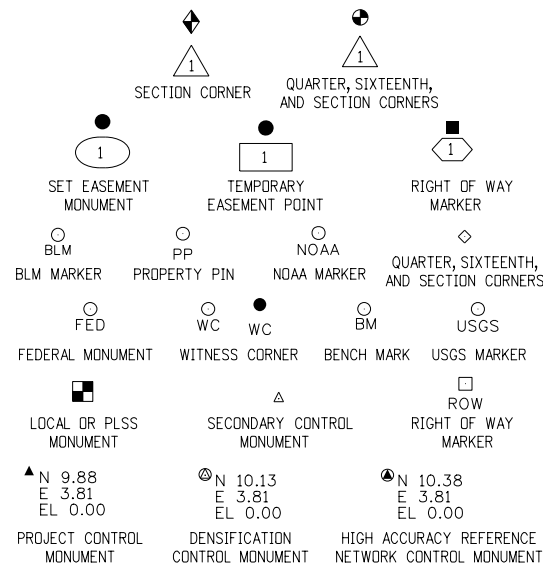 1
1
SECTION CORNER
QUARTER, SIXTEENTH,
AND SECTION CORNERS
1
1
1
SET EASEMENT
MONUMENT
TEMPORARY
EASEMENT POINT
RIGHT OF WAY
MARKER
BLM
PP
NOAA
BLM MARKER
PROPERTY PIN
NOAA MARKER
QUARTER, SIXTEENTH,
AND SECTION CORNERS
FED
WC
WC
BM
USGS
FEDERAL MONUMENT
WITNESS CORNER
BENCH MARK
USGS MARKER
ROW
LOCAL OR PLSS
MONUMENT
SECONDARY CONTROL
MONUMENT
RIGHT OF WAY
MARKER
N 9.88
E 3.81
EL 0.00
N 10.13
E 3.81
EL 0.00
N 10.38
E 3.81
EL 0.00
PROJECT CONTROL
MONUMENT
DENSIFICATION
CONTROL MONUMENT
HIGH ACCURACY REFERENCE
NETWORK CONTROL MONUMENT